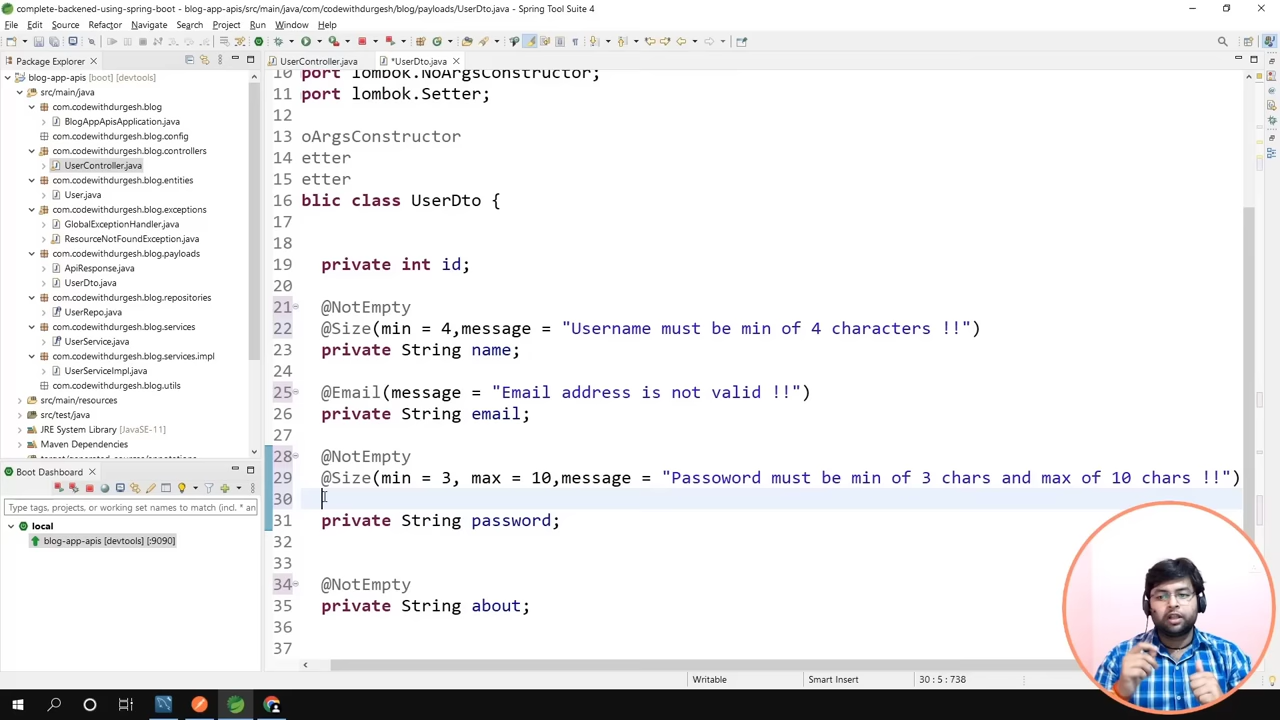 complete-backened-using-spring-boot - blog-app-apis/src/main/java/com/codewithdurgesh/blog/payloads/UserDto.java - Spring Tool Suite 4
File Edit Source Refactor Navigate Search Project Run Window Help
Package Explorer
UserController.java
*UserDto.java
blog-app-apis [boot] [devtools]
src/main/java
com.codewithdurgesh.blog
BlogAppApisApplication.java
com.codewithdurgesh.blog.config
com.codewithdurgesh.blog.controllers
UserController.java
com.codewithdurgesh.blog.entities
User.java
com.codewithdurgesh.blog.exceptions
GlobalExceptionHandler.java
ResourceNotFoundException.java
com.codewithdurgesh.blog.payloads
ApiResponse.java
UserDto.java
com.codewithdurgesh.blog.repositories
UserRepo.java
com.codewithdurgesh.blog.services
UserService.java
com.codewithdurgesh.blog.services.impl
UserServiceImpl.java
com.codewithdurgesh.blog.utils
src/main/resources
src/test/java
JRE System Library [JavaSE-11]
Maven Dependencies
Boot Dashboard
Type tags, projects, or working set names to match (incl. * an
local
blog-app-apis [devtools] [:9090]
10 port lombok.NoArgsConstructor;
11 port lombok.Setter;
12
13 oArgsConstructor
14 etter
15 etter
16 blic class UserDto {
17
18
19 private int id;
20
21 @NotEmpty
22 @Size(min = 4,message = "Username must be min of 4 characters !!")
23 private String name;
24
25 @Email(message = "Email address is not valid !!")
26 private String email;
27
28 @NotEmpty
29 @Size(min = 3, max = 10,message = "Passoword must be min of 3 chars and max of 10 chars !!")
30
31 private String password;
32
33
34 @NotEmpty
35 private String about;
36
37
Writable Smart Insert 30 : 5 : 738